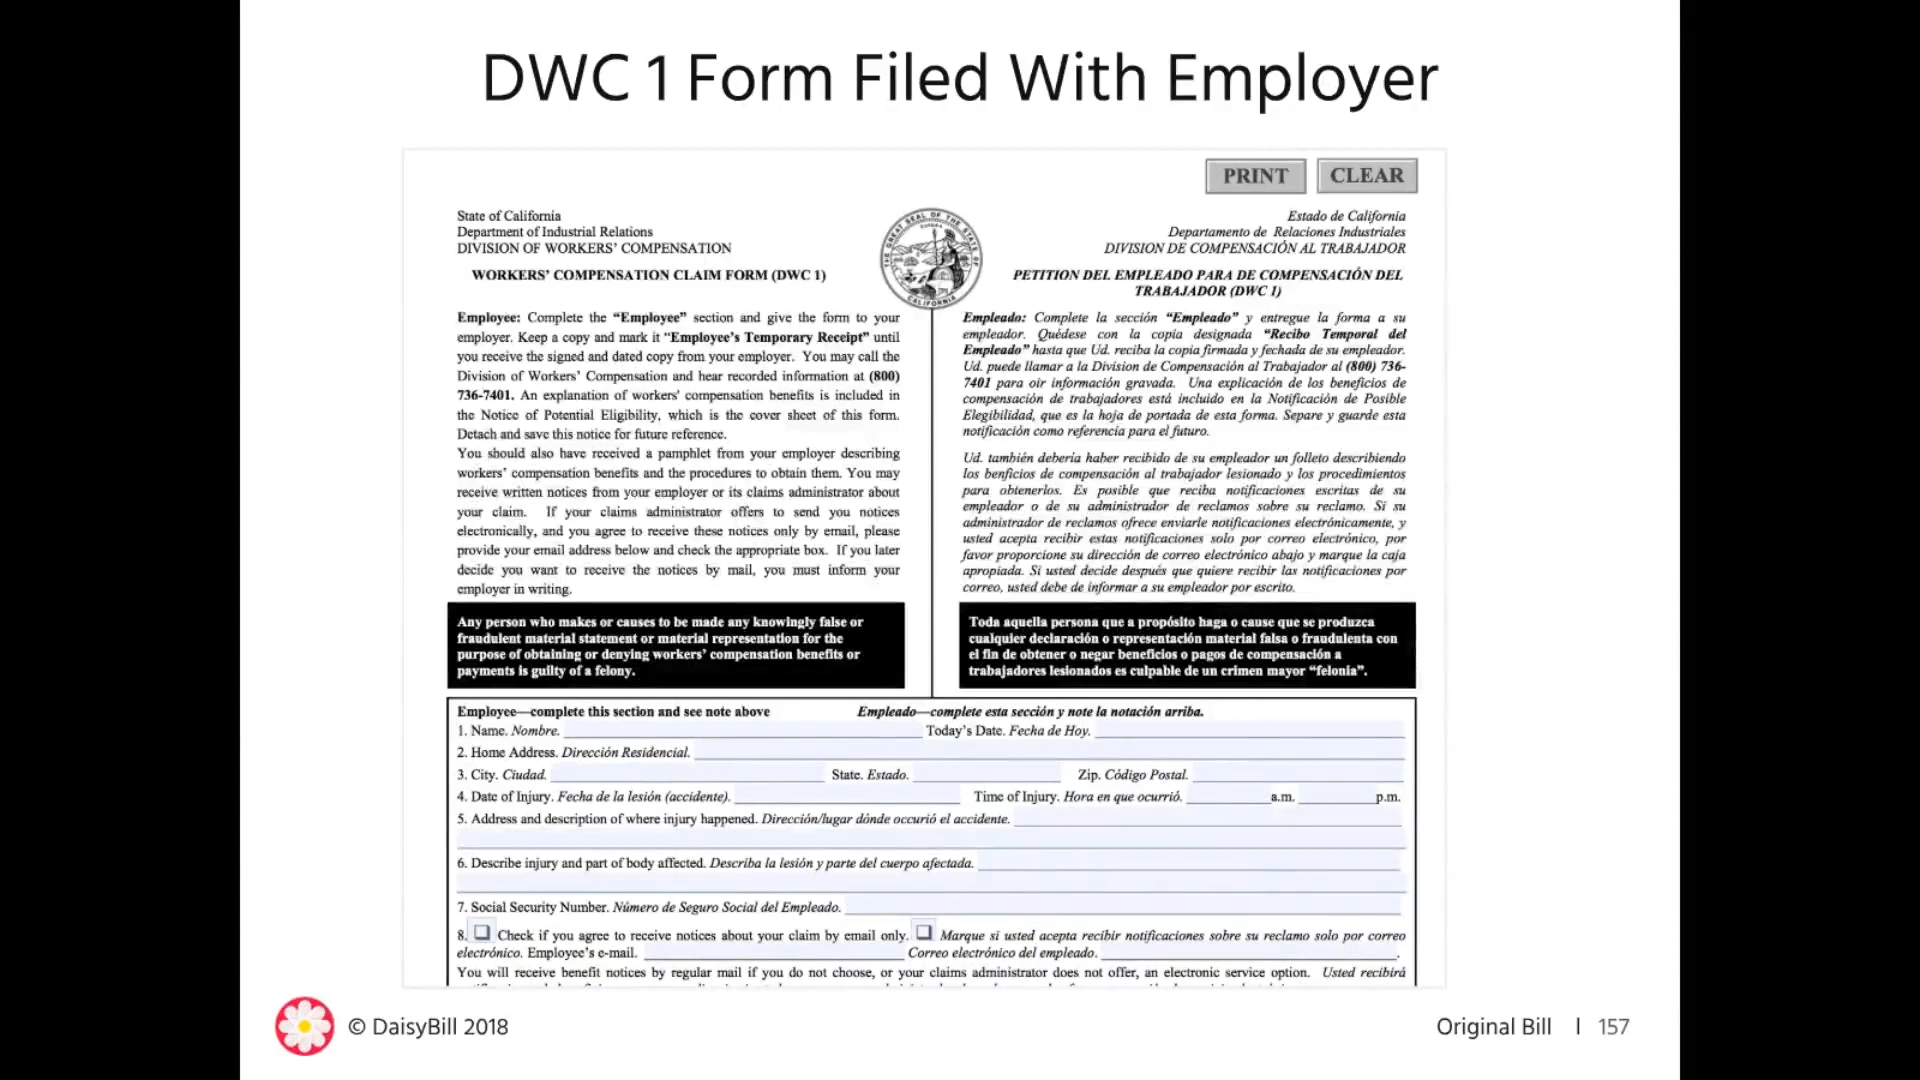 DWC 1 Form Filed With Employer
PRINT
CLEAR
State of California
Department of Industrial Relations
DIVISION OF WORKERS' COMPENSATION
WORKERS' COMPENSATION CLAIM FORM (DWC 1)
THE GREAT SEAL OF THE STATE OF CALIFORNIA
Estado de California
Departamento de Relaciones Industriales
DIVISION DE COMPENSACIÓN AL TRABAJADOR
PETITION DEL EMPLEADO PARA DE COMPENSACIÓN DEL
TRABAJADOR (DWC 1)
Employee: Complete the “Employee” section and give the form to your
employer. Keep a copy and mark it “Employee's Temporary Receipt” until
you receive the signed and dated copy from your employer. You may call the
Division of Workers' Compensation and hear recorded information at (800)
736-7401. An explanation of workers' compensation benefits is included in
the Notice of Potential Eligibility, which is the cover sheet of this form.
Detach and save this notice for future reference.
You should also have received a pamphlet from your employer describing
workers' compensation benefits and the procedures to obtain them. You may
receive written notices from your employer or its claims administrator about
your claim. If your claims administrator offers to send you notices
electronically, and you agree to receive these notices only by email, please
provide your email address below and check the appropriate box. If you later
decide you want to receive the notices by mail, you must inform your
employer in writing.
Empleado: Complete la sección “Empleado” y entregue la forma a su
empleador. Quédese con la copia designada “Recibo Temporal del
Empleado” hasta que Ud. reciba la copia firmada y fechada de su empleador.
Ud. puede llamar a la Division de Compensación al Trabajador al (800) 736-
7401 para oir información gravada. Una explicación de los beneficios de
compensación de trabajadores está incluido en la Notificación de Posible
Elegibilidad, que es la hoja de portada de esta forma. Separe y guarde esta
notificación como referencia para el futuro.
Ud. también debería haber recibido de su empleador un folleto describiendo
los benficios de compensación al trabajador lesionado y los procedimientos
para obtenerlos. Es posible que reciba notificaciones escritas de su
empleador o de su administrador de reclamos sobre su reclamo. Si su
administrador de reclamos ofrece enviarle notificaciones electrónicamente, y
usted acepta recibir estas notificaciones solo por correo electrónico, por
favor proporcione su dirección de correo electrónico abajo y marque la caja
apropiada. Si usted decide después que quiere recibir las notificaciones por
correo, usted debe de informar a su empleador por escrito.
Any person who makes or causes to be made any knowingly false or
fraudulent material statement or material representation for the
purpose of obtaining or denying workers' compensation benefits or
payments is guilty of a felony.
Toda aquella persona que a propósito haga o cause que se produzca
cualquier declaración o representación material falsa o fraudulenta con
el fin de obtener o negar beneficios o pagos de compensación a
trabajadores lesionados es culpable de un crimen mayor “felonia”.
Employee—complete this section and see note above Empleado—complete esta sección y note la notación arriba.
1. Name. Nombre. Today's Date. Fecha de Hoy.
2. Home Address. Dirección Residencial.
3. City. Ciudad. State. Estado. Zip. Código Postal.
4. Date of Injury. Fecha de la lesión (accidente). Time of Injury. Hora en que ocurrió. a.m. p.m.
5. Address and description of where injury happened. Dirección/lugar dónde occurió el accidente.
6. Describe injury and part of body affected. Describa la lesión y parte del cuerpo afectada.
7. Social Security Number. Número de Seguro Social del Empleado.
8. Check if you agree to receive notices about your claim by email only. Marque si usted acepta recibir notificaciones sobre su reclamo solo por correo
electrónico. Employee's e-mail. Correo electrónico del empleado.
You will receive benefit notices by regular mail if you do not choose, or your claims administrator does not offer, an electronic service option. Usted recibirá
© DaisyBill 2018
Original Bill | 157